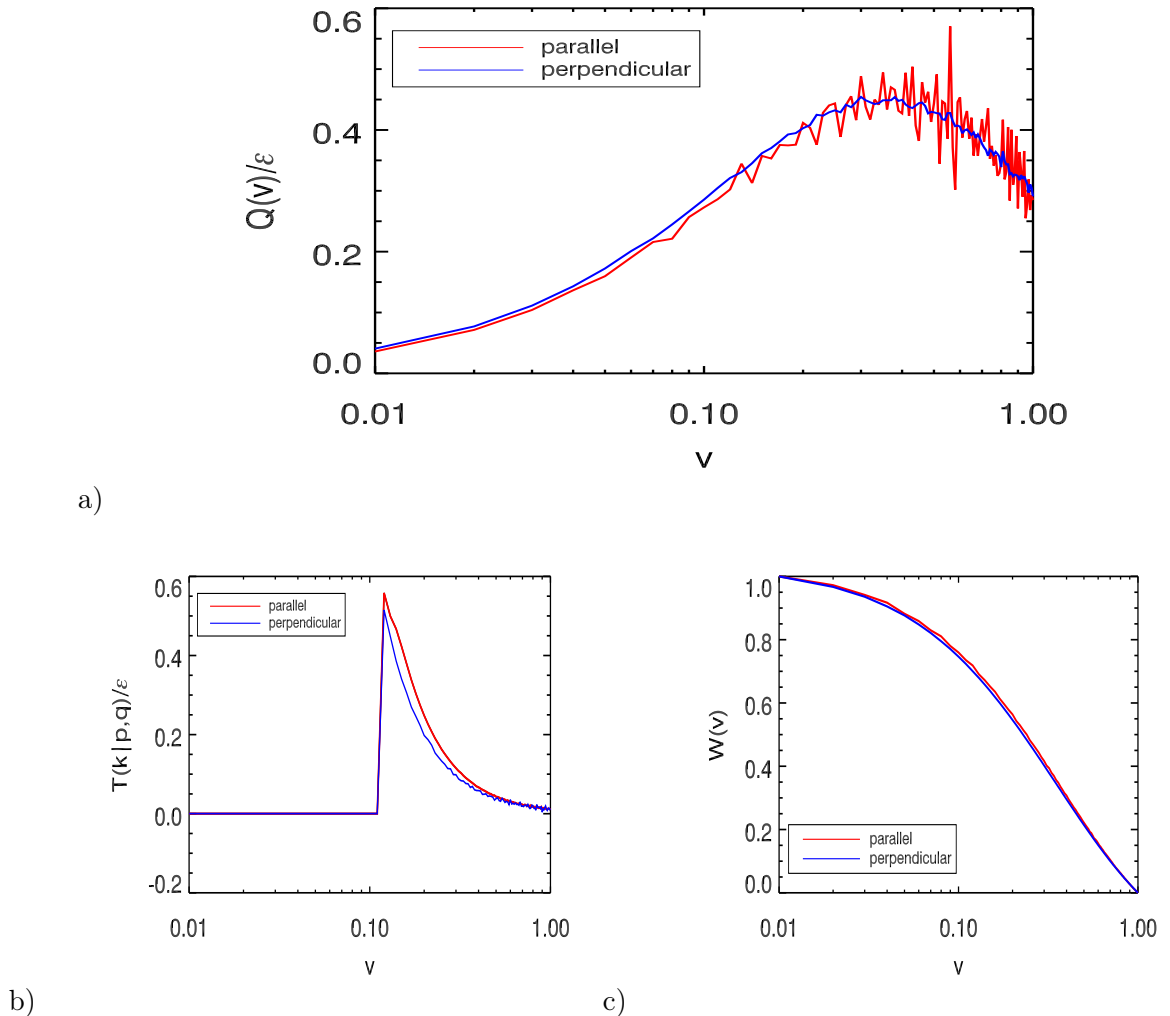 0.6
parallel
perpendicular
0.4
Q(v)/ε
0.2
0.0
0.01
0.10
1.00
v
a)
0.6
parallel
perpendicular
0.4
T(k|p,q)/ε
0.2
0.0
-0.2
0.01
0.10
1.00
v
b)
1.0
0.8
0.6
W(v)
0.4
parallel
0.2
perpendicular
0.0
0.01
0.10
1.00
v
c)